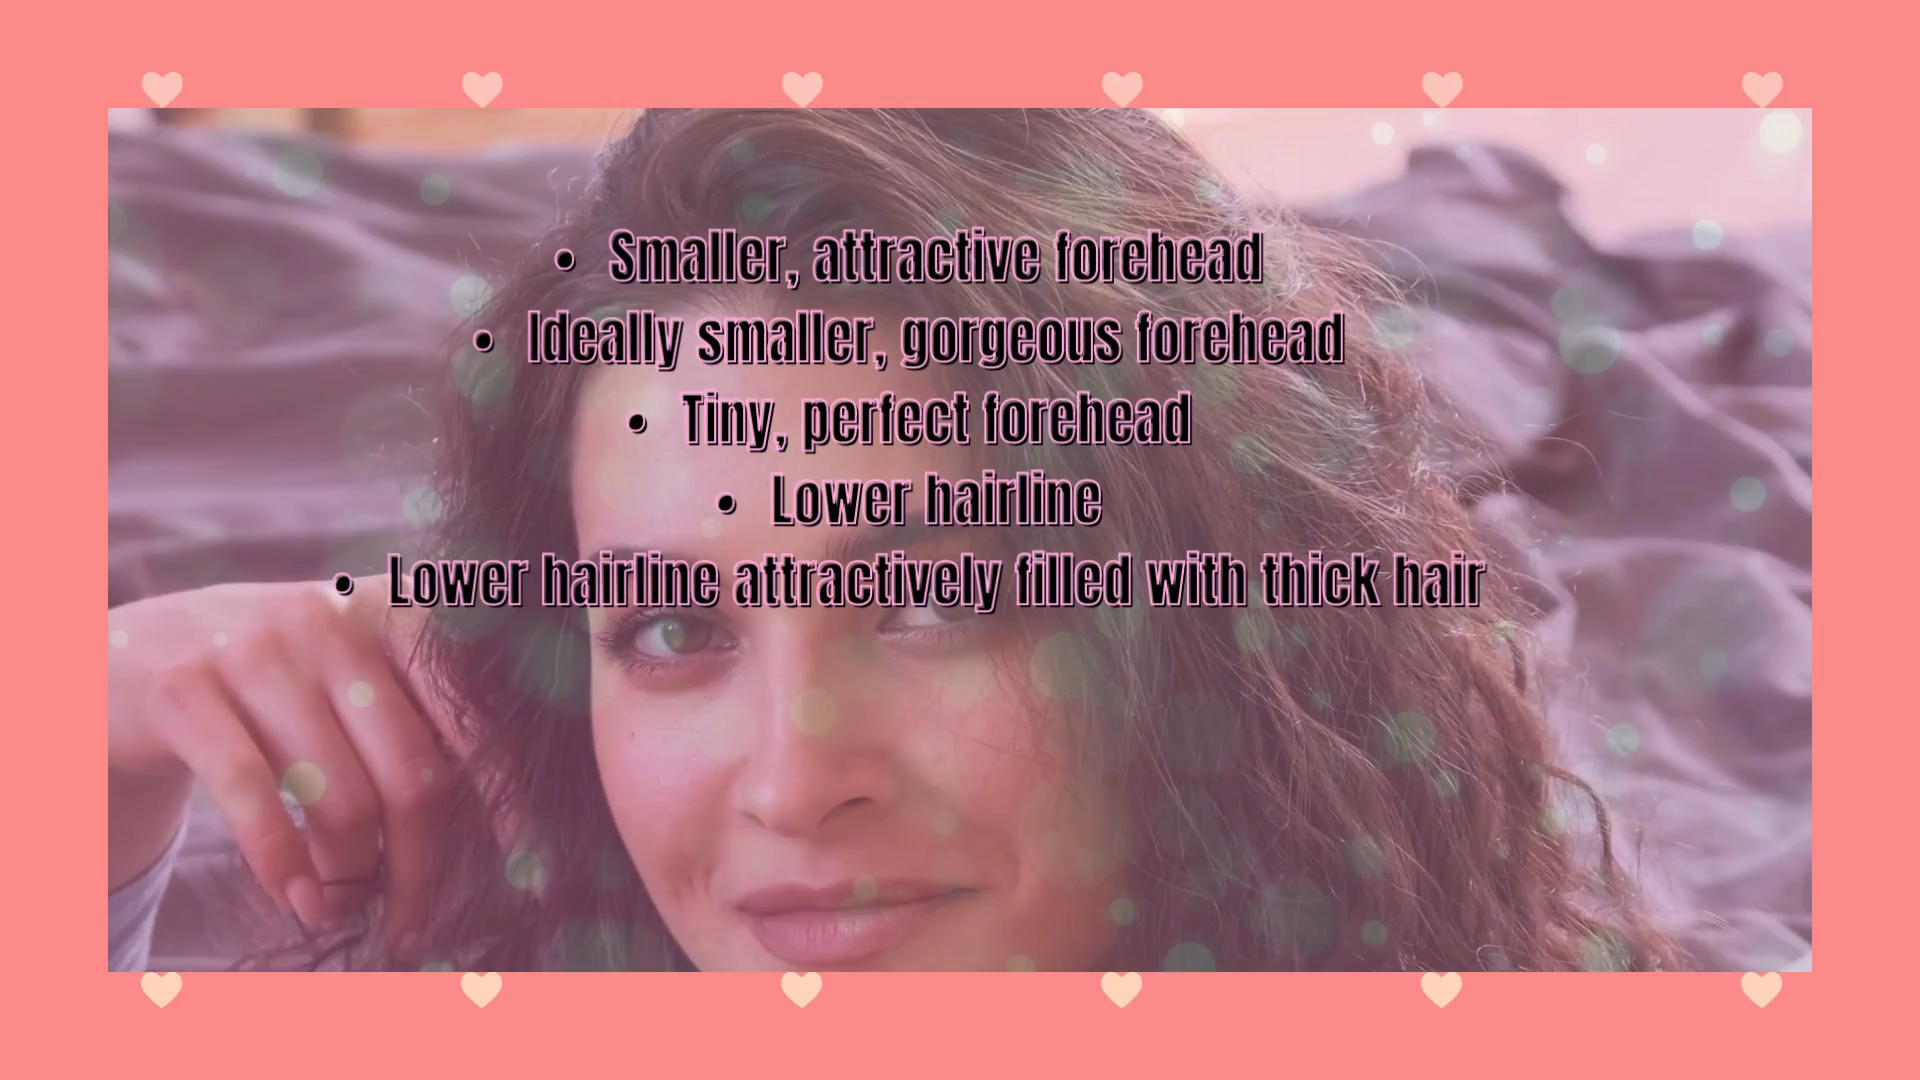 • Smaller, attractive forehead
• Ideally smaller, gorgeous forehead
• Tiny, perfect forehead
• Lower hairline
• Lower hairline attractively filled with thick hair